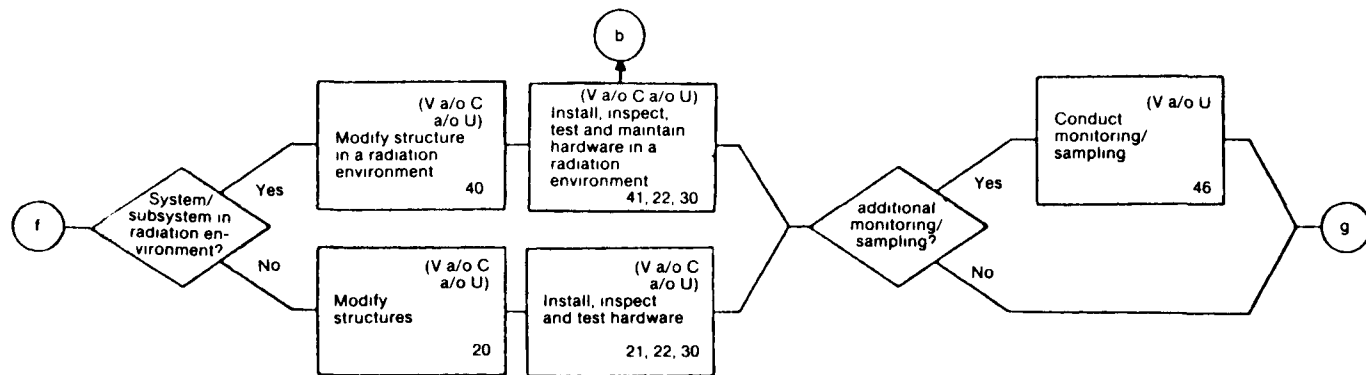 b
(V a/o C
a/o U)
Modify structure
in a radiation
environment
40
(V a/o C a/o U)
Install, inspect,
test and maintain
hardware in a
radiation
environment
41, 22, 30
(V a/o U
Conduct
monitoring/
sampling
46
f
System/
subsystem in
radiation en-
vironment?
Yes
No
(V a/o C
a/o U)
Modify
structures
20
(V a/o C
a/o U)
Install, inspect
and test hardware
21, 22, 30
additional
monitoring/
sampling?
Yes
No
g